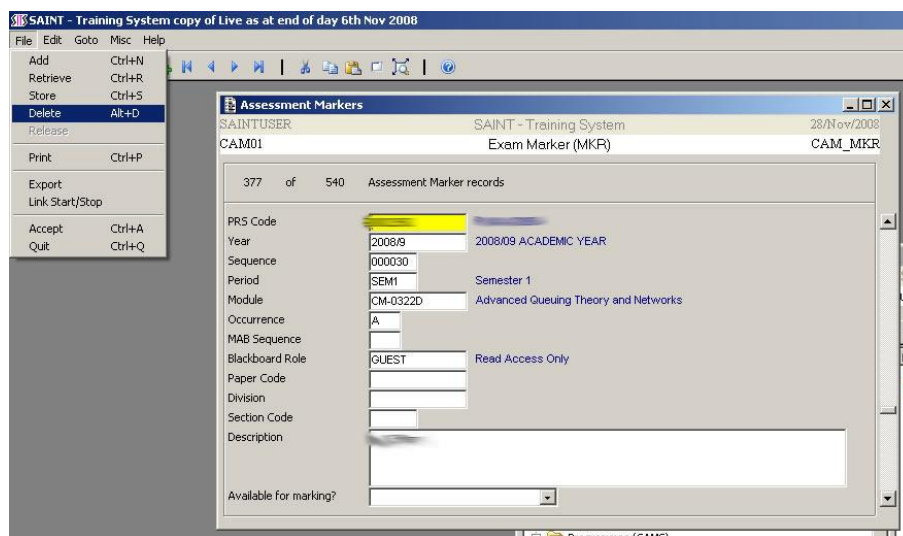 SAINT - Training System copy of Live as at end of day 6th Nov 2008
File Edit Goto Misc Help
Add Ctrl+N
Retrieve Ctrl+R
Store Ctrl+S
Delete Alt+D
Release
Print Ctrl+P
Export
Link Start/Stop
Accept Ctrl+A
Quit Ctrl+Q
Assessment Markers
SAINTUSER SAINT - Training System 28/Nov/2008
CAM01 Exam Marker (MKR) CAM_MKR
377 of 540 Assessment Marker records
PRS Code
Year 2008/9 2008/09 ACADEMIC YEAR
Sequence 000030
Period SEM1 Semester 1
Module CM-0322D Advanced Queuing Theory and Networks
Occurrence A
MAB Sequence
Blackboard Role GUEST Read Access Only
Paper Code
Division
Section Code
Description
Available for marking?